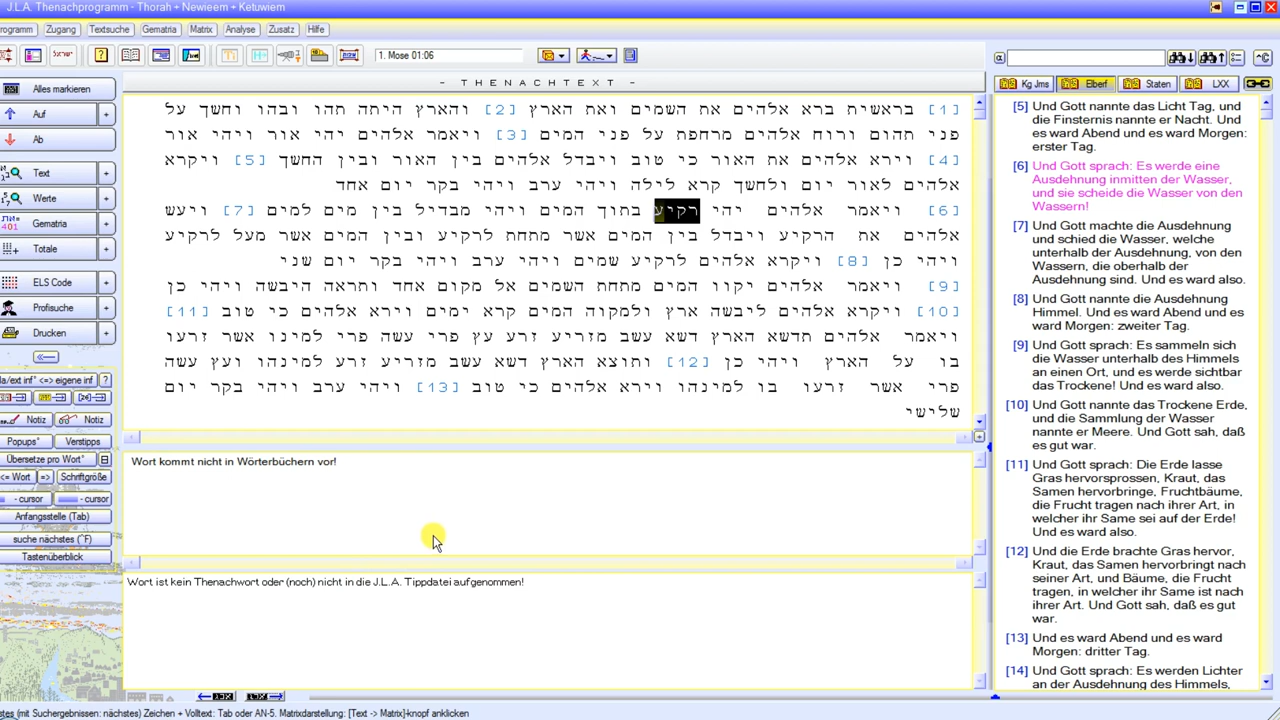 J.L.A. Thenachprogramm - Thorah + Newieem + Ketuwiem
rogramm Zugang Textsuche Gematria Matrix Analyse Zusatz Hilfe
1. Mose 01:06
Alles markieren
Auf +
Ab
Text +
Werte +
Gematria +
Totale +
ELS Code +
Profisuche +
Drucken +
la/ext inf" <=> eigene inf ?
Notiz Notiz
Popups" Verstipps
Übersetze pro Wort"
<= Wort => Schriftgröße
- cursor - cursor
Anfangsstelle (Tab)
suche nächstes (^F)
Tastenüberblick
- THENACHTEXT -
[1] בראשית ברא אלהים את השמים ואת הארץ [2] והארץ היתה תהו ובהו וחשך על
פני תהום ורוח אלהים מרחפת על פני המים [3] ויאמר אלהים יהי אור ויהי אור
[4] וירא אלהים את האור כי טוב ויבדל אלהים בין האור ובין החשך [5] ויקרא
אלהים לאור יום ולחשך קרא לילה ויהי ערב ויהי בקר יום אחד
[6] ויאמר אלהים יהי רקיע בתוך המים ויהי מבדיל בין מים למים [7] ויעש
אלהים את הרקיע ויבדל בין המים אשר מתחת לרקיע ובין המים אשר מעל לרקיע
ויהי כן [8] ויקרא אלהים לרקיע שמים ויהי ערב ויהי בקר יום שני
[9] ויאמר אלהים יקוו המים מתחת השמים אל מקום אחד ותראה היבשה ויהי כן
[10] ויקרא אלהים ליבשה ארץ ולמקוה המים קרא ימים וירא אלהים כי טוב [11]
ויאמר אלהים תדשא הארץ דשא עשב מזריע זרע עץ פרי עשה פרי למינו אשר זרעו
בו על הארץ ויהי כן [12] ותוצא הארץ דשא עשב מזריע זרע למינהו ועץ עשה
פרי אשר זרעו בו למינהו וירא אלהים כי טוב [13] ויהי ערב ויהי בקר יום
שלישי
Wort kommt nicht in Wörterbüchern vor!
Wort ist kein Thenachwort oder (noch) nicht in die J.L.A. Tippdatei aufgenommen!
Kg Jms Elberf Staten LXX
[5] Und Gott nannte das Licht Tag, und
die Finsternis nannte er Nacht. Und
es ward Abend und es ward Morgen:
erster Tag.
[6] Und Gott sprach: Es werde eine
Ausdehnung inmitten der Wasser,
und sie scheide die Wasser von den
Wassern!
[7] Und Gott machte die Ausdehnung
und schied die Wasser, welche
unterhalb der Ausdehnung, von den
Wassern, die oberhalb der
Ausdehnung sind. Und es ward also.
[8] Und Gott nannte die Ausdehnung
Himmel. Und es ward Abend und es
ward Morgen: zweiter Tag.
[9] Und Gott sprach: Es sammeln sich
die Wasser unterhalb des Himmels
an einen Ort, und es werde sichtbar
das Trockene! Und es ward also.
[10] Und Gott nannte das Trockene Erde,
und die Sammlung der Wasser
nannte er Meere. Und Gott sah, daß
es gut war.
[11] Und Gott sprach: Die Erde lasse
Gras hervorsprossen, Kraut, das
Samen hervorbringe, Fruchtbäume,
die Frucht tragen nach ihrer Art, in
welcher ihr Same sei auf der Erde!
Und es ward also.
[12] Und die Erde brachte Gras hervor,
Kraut, das Samen hervorbringt nach
seiner Art, und Bäume, die Frucht
tragen, in welcher ihr Same ist nach
ihrer Art. Und Gott sah, daß es gut
war.
[13] Und es ward Abend und es ward
Morgen: dritter Tag.
[14] Und Gott sprach: Es werden Lichter
an der Ausdehnung des Himmels,
stes (mit Suchergebnissen: nächstes) Zeichen + Volltext: Tab oder AN-5. Matrixdarstellung: [Text -> Matrix]-knopf anklicken